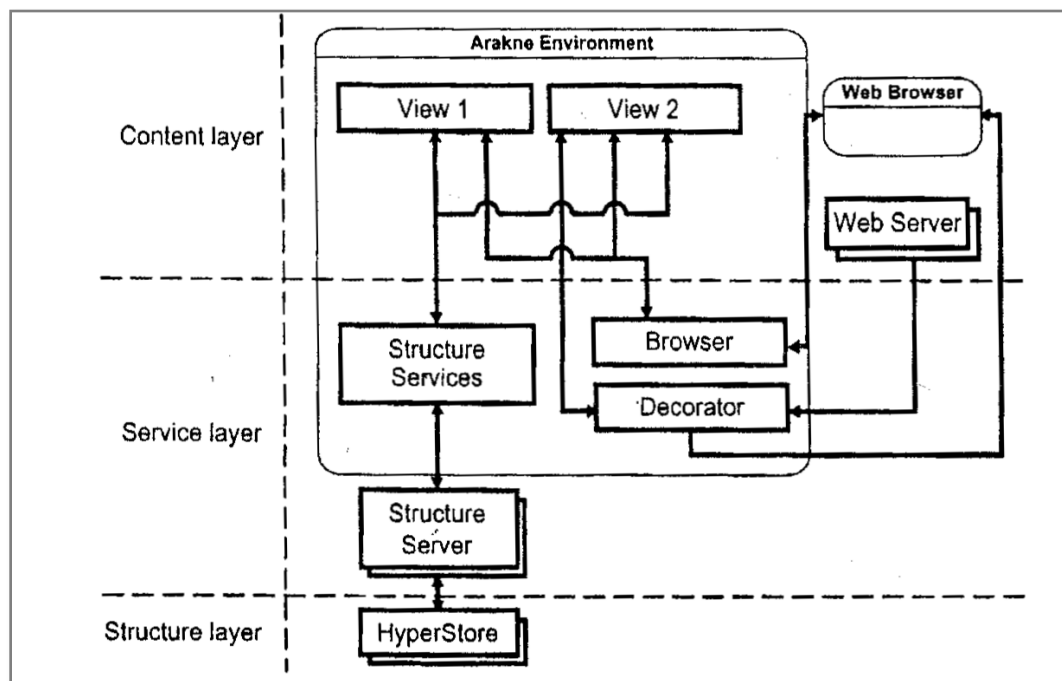 Arakne Environment
Web Browser
View 1
View 2
Content layer
Web Server
Structure
Services
Browser
Decorator
Service layer
Structure
Server
Structure layer
HyperStore